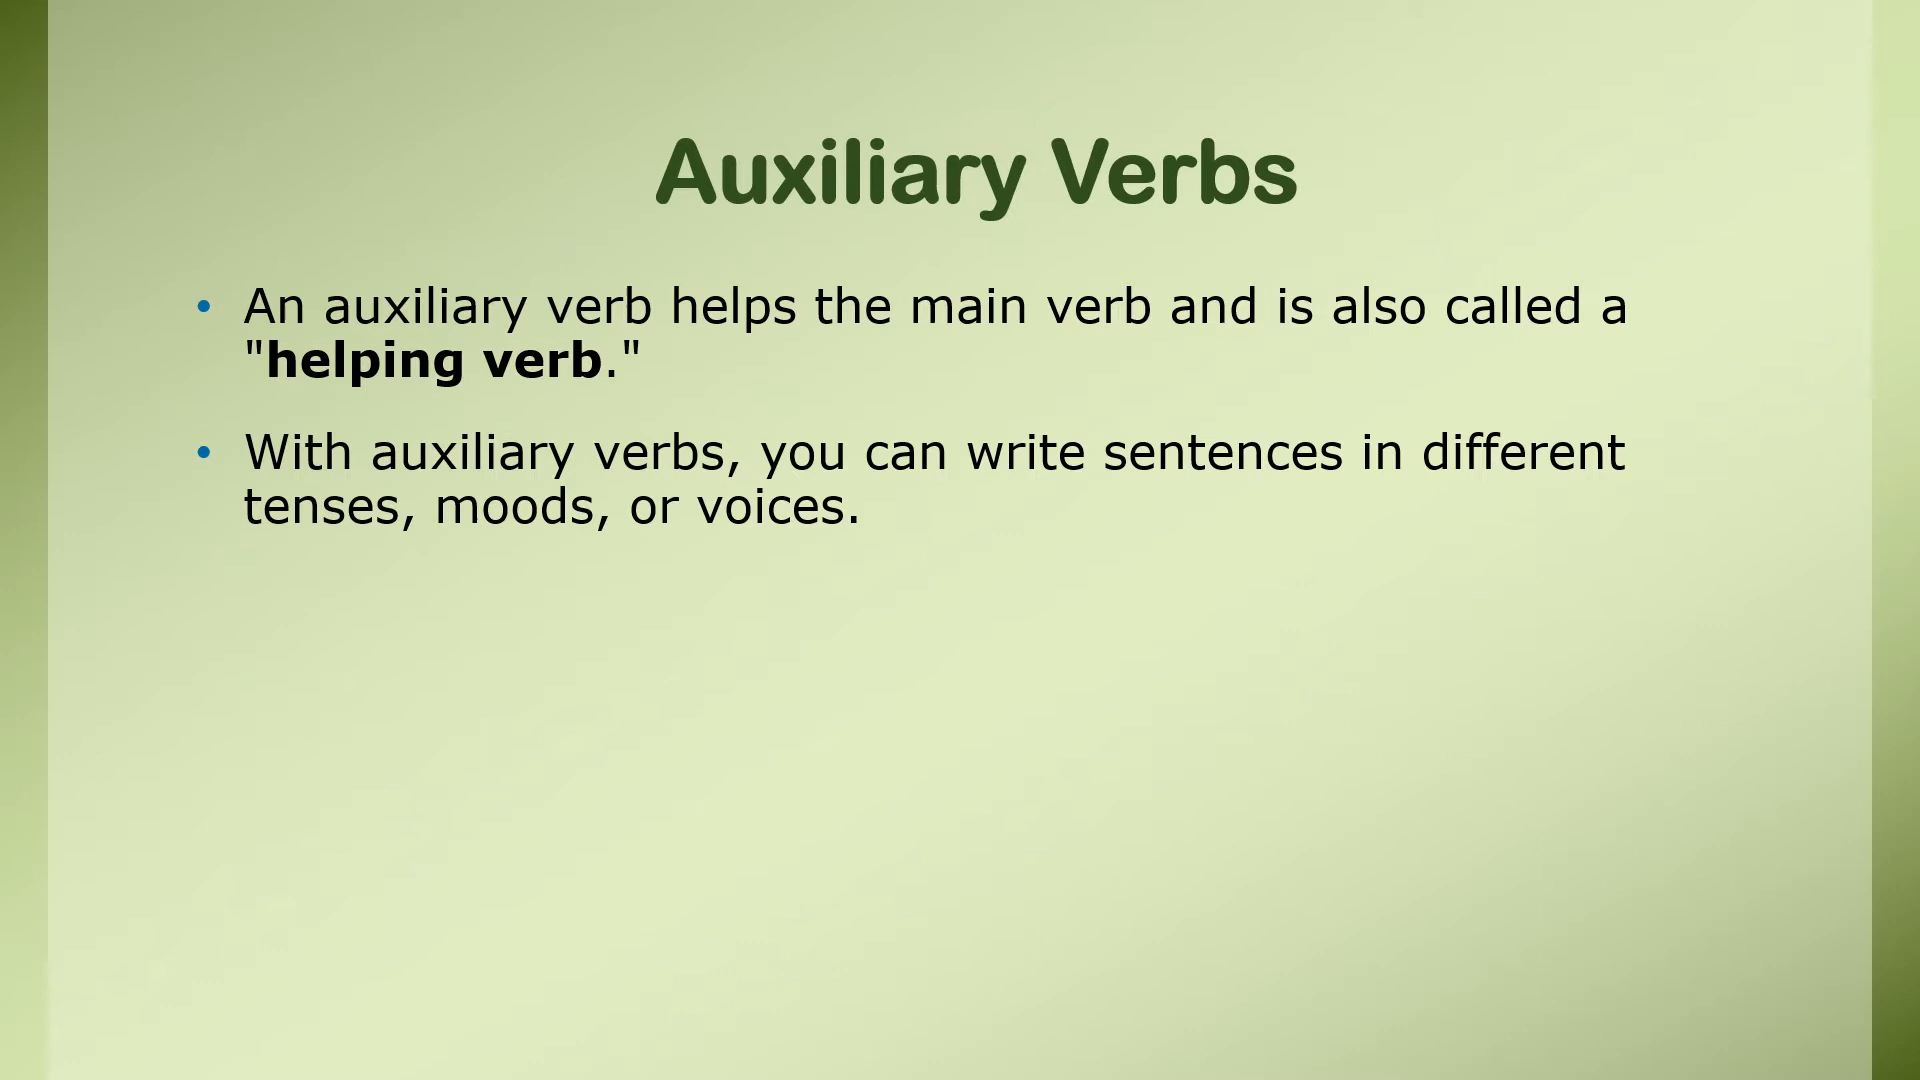 Auxiliary Verbs
• An auxiliary verb helps the main verb and is also called a
"helping verb."
• With auxiliary verbs, you can write sentences in different
tenses, moods, or voices.